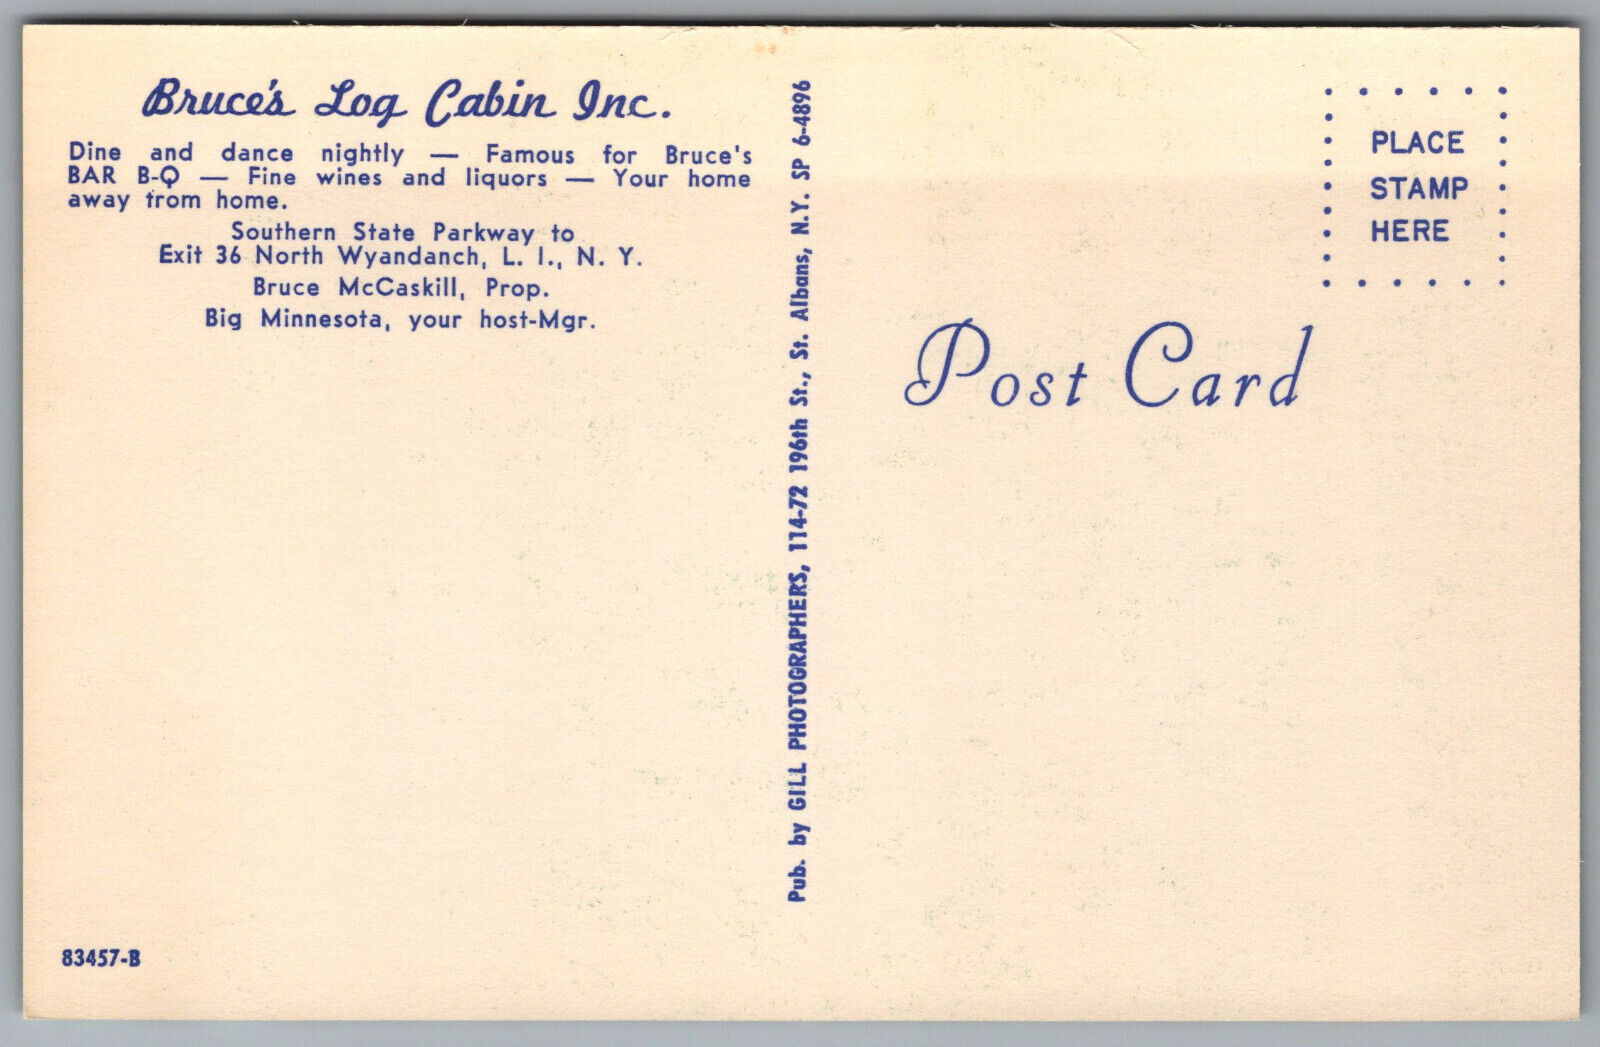 Bruce's Log Cabin Inc.
Dine and dance nightly — Famous for Bruce's
BAR B-Q — Fine wines and liquors — Your home
away from home.
Southern State Parkway to
Exit 36 North Wyandanch, L. I., N. Y.
Bruce McCaskill, Prop.
Big Minnesota, your host-Mgr.
83457-B
Pub. by GILL PHOTOGRAPHERS, 114-72 196th St., St. Albans, N.Y. SP 6-4896
PLACE
STAMP
HERE
Post Card